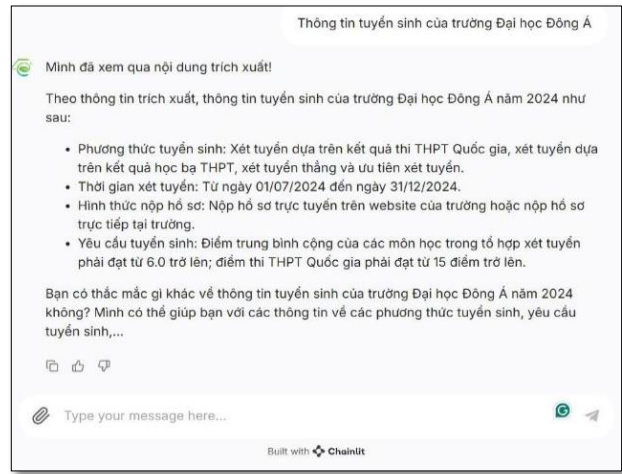 Thông tin tuyển sinh của trường Đại học Đông Á
Mình đã xem qua nội dung trích xuất!
Theo thông tin trích xuất, thông tin tuyển sinh của trường Đại học Đông Á năm 2024 như
sau:
• Phương thức tuyển sinh: Xét tuyển dựa trên kết quả thi THPT Quốc gia, xét tuyển dựa
trên kết quả học bạ THPT, xét tuyển thẳng và ưu tiên xét tuyển.
• Thời gian xét tuyển: Từ ngày 01/07/2024 đến ngày 31/12/2024.
• Hình thức nộp hồ sơ: Nộp hồ sơ trực tuyến trên website của trường hoặc nộp hồ sơ
trực tiếp tại trường.
• Yêu cầu tuyển sinh: Điểm trung bình cộng của các môn học trong tổ hợp xét tuyển
phải đạt từ 6.0 trở lên; điểm thi THPT Quốc gia phải đạt từ 15 điểm trở lên.
Bạn có thắc mắc gì khác về thông tin tuyển sinh của trường Đại học Đông Á năm 2024
không? Mình có thể giúp bạn với các thông tin về các phương thức tuyển sinh, yêu cầu
tuyển sinh,...
Type your message here...
Built with Chainlit